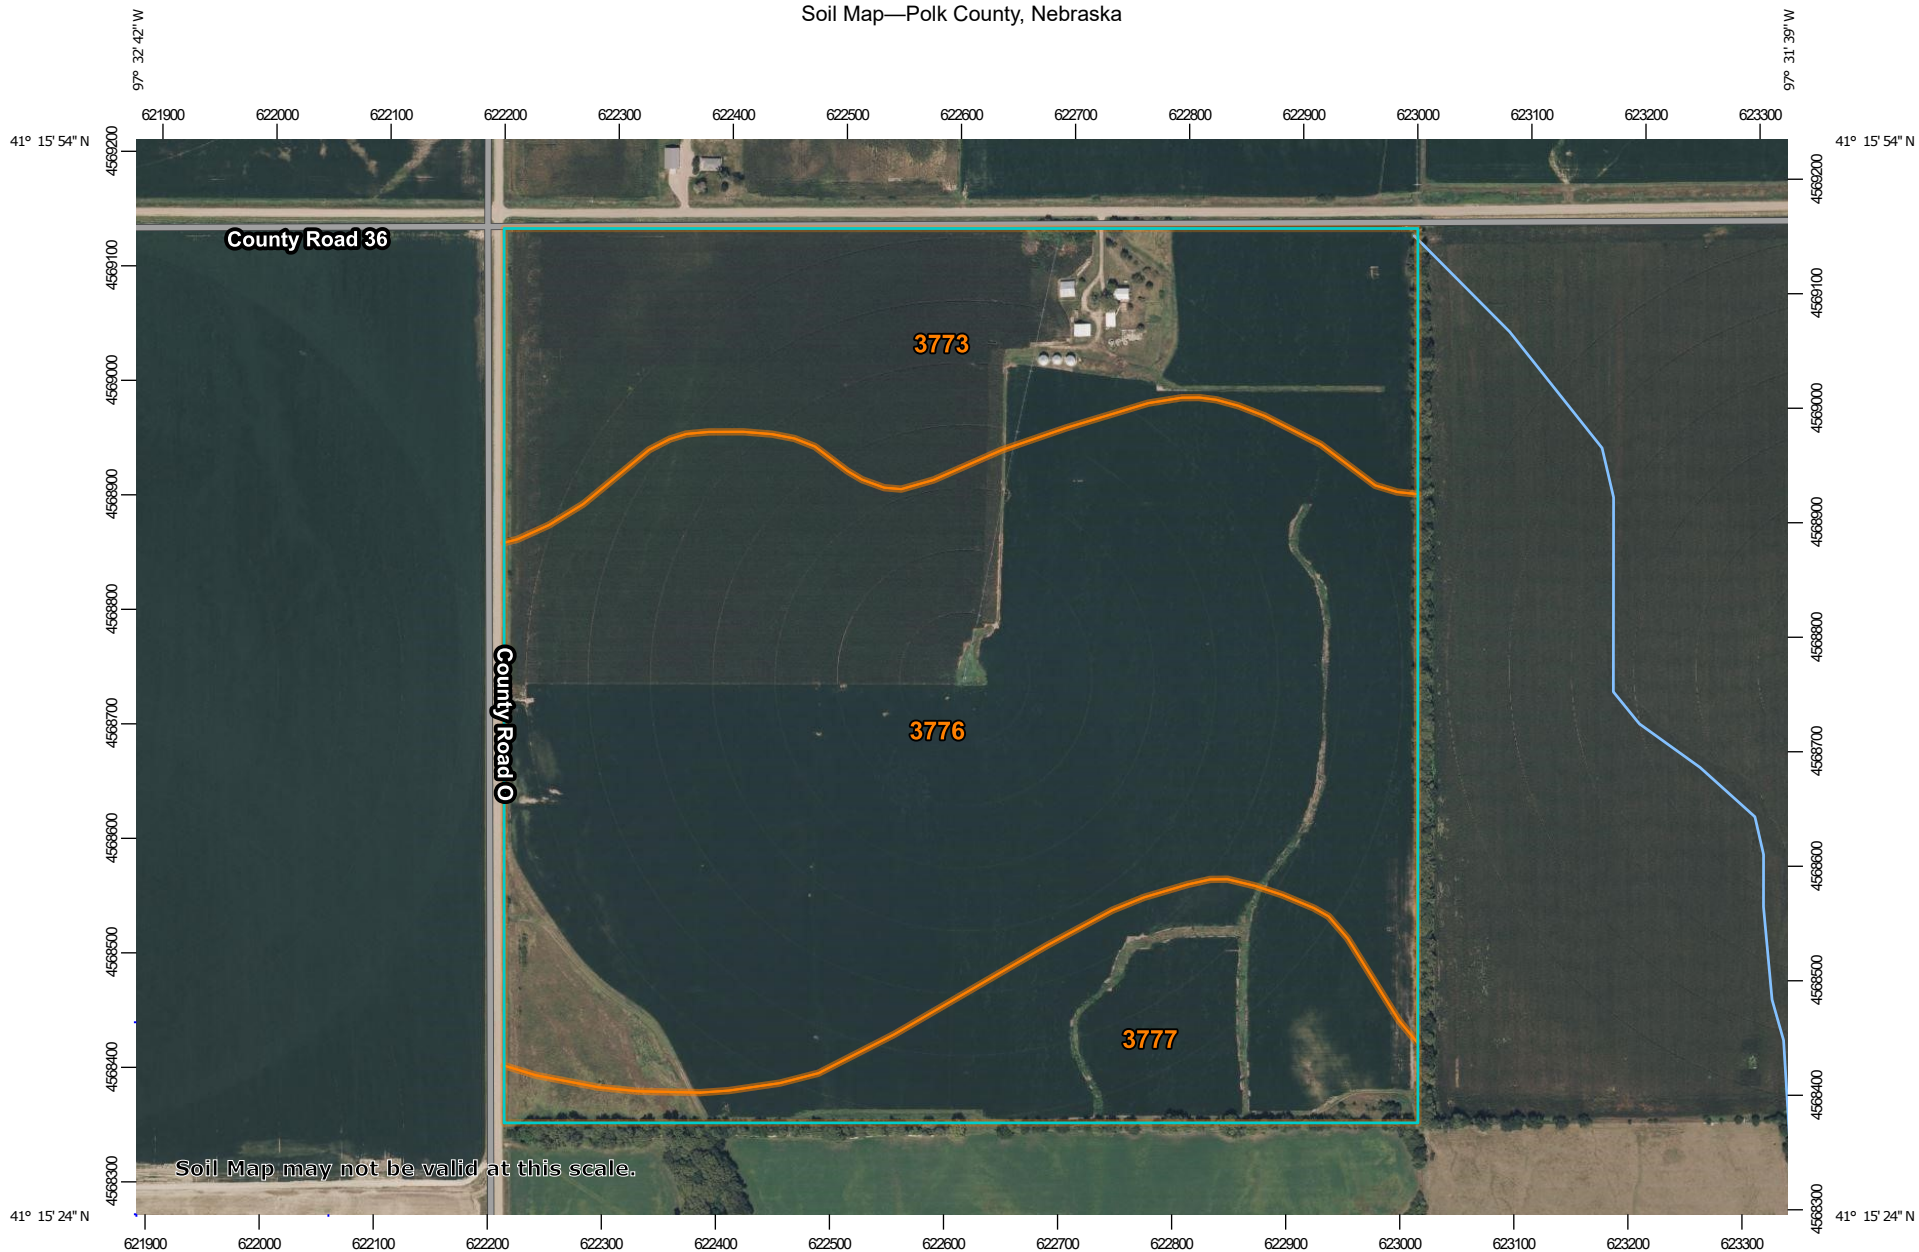 Soil Map—Polk County, Nebraska
97° 32' 42'' W
97° 31' 39'' W
621900 622000 622100 622200 622300 622400 622500 622600 622700 622800 622900 623000 623100 623200 623300
41° 15' 54'' N
41° 15' 54'' N
4569200
4569100
4569000
4568900
4568800
4568700
4568600
4568500
4568400
4568300
4569200
4569100
4569000
4568900
4568800
4568700
4568600
4568500
4568400
4568300
County Road 36
3773
County Road O
3776
3777
Soil Map may not be valid at this scale.
41° 15' 24'' N
41° 15' 24'' N
621900 622000 622100 622200 622300 622400 622500 622600 622700 622800 622900 623000 623100 623200 623300